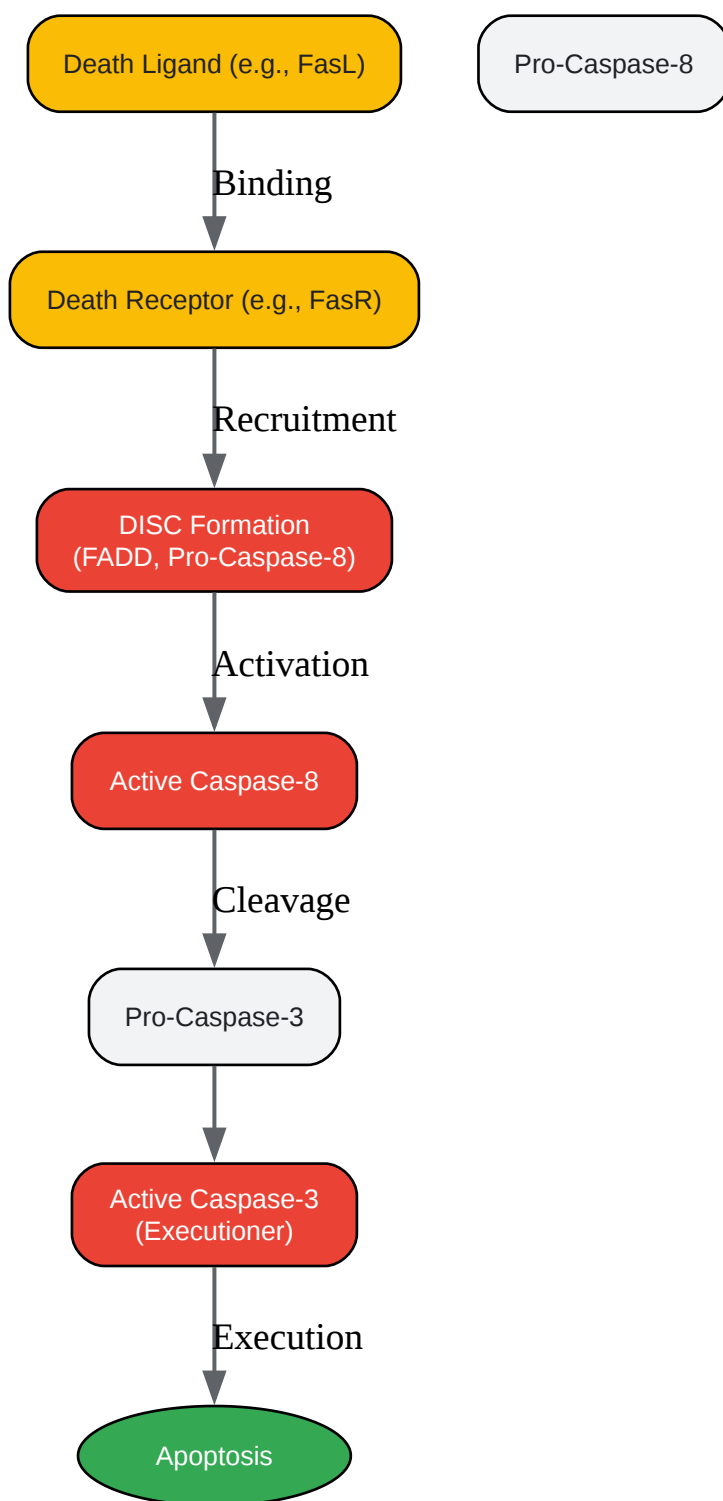 Death Ligand (e.g., FasL)
Pro-Caspase-8
Binding
Death Receptor (e.g., FasR)
Recruitment
DISC Formation
(FADD, Pro-Caspase-8)
Activation
Active Caspase-8
Cleavage
Pro-Caspase-3
Active Caspase-3
(Executioner)
Execution
Apoptosis